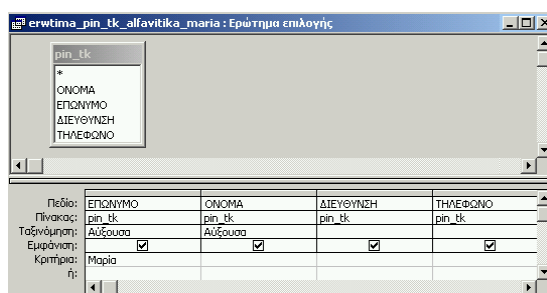 erwtima_pin_tk_alfavitika_maria : Ερώτημα επιλογής
pin_tk
*
ΟΝΟΜΑ
ΕΠΩΝΥΜΟ
ΔΙΕΥΘΥΝΣΗ
ΤΗΛΕΦΩΝΟ
Πεδίο: ΕΠΩΝΥΜΟ ΟΝΟΜΑ ΔΙΕΥΘΥΝΣΗ ΤΗΛΕΦΩΝΟ
Πίνακας: pin_tk pin_tk pin_tk pin_tk
Ταξινόμηση: Αύξουσα Αύξουσα
Εμφάνιση:
Κριτήρια: Μαρία
ή: